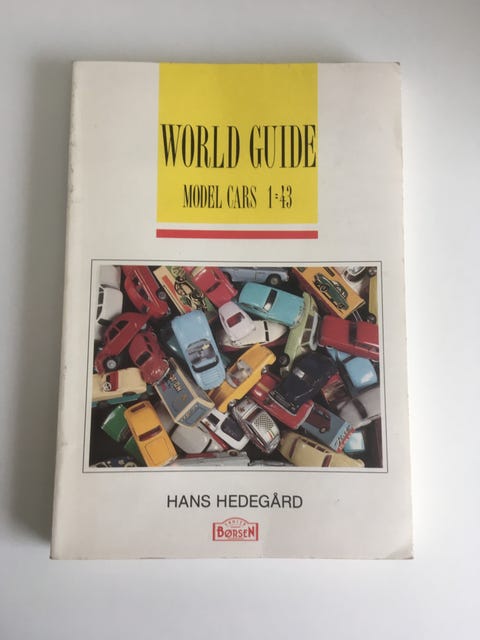 WORLD GUIDE
MODEL CARS 1:43
HANS HEDEGÅRD
BØRSEN